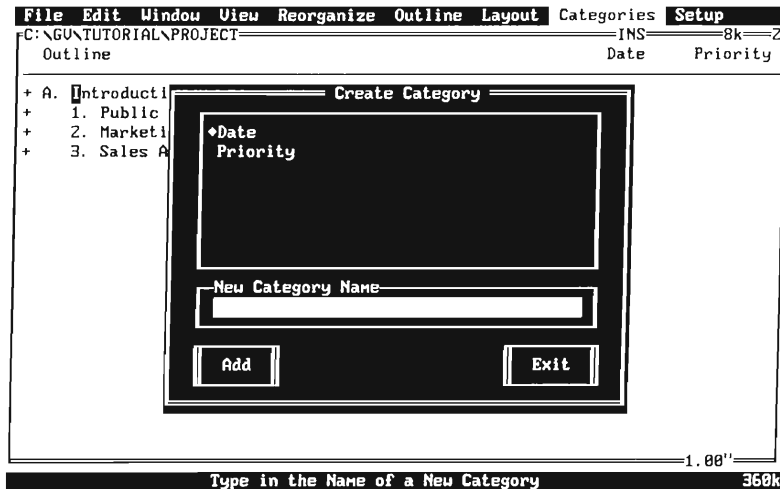 File Edit Window View Reorganize Outline Layout Categories Setup
C:\GV\TUTORIAL\PROJECT INS 8k Z
Outline Date Priority
+ A. Introducti
+ 1. Public
+ 2. Marketi
+ 3. Sales A
Create Category
◆Date
Priority
New Category Name
Add Exit
1.00"
Type in the Name of a New Category 360k